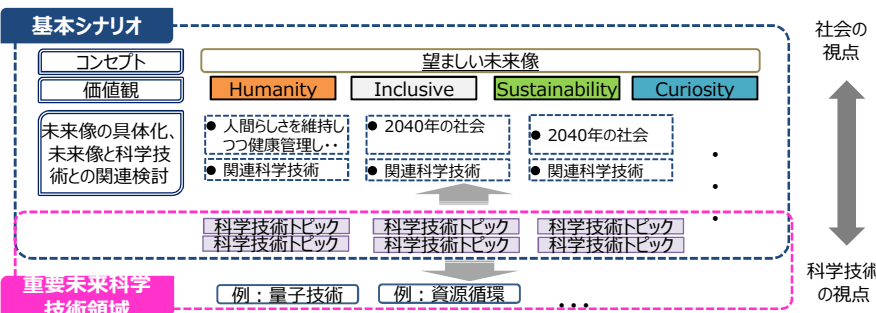 基本シナリオ
社会の
視点
コンセプト
望ましい未来像
価値観
Humanity
Inclusive
Sustainability
Curiosity
未来像の具体化、
未来像と科学技
術との関連検討
● 人間らしさを維持し
つつ健康管理し・・
● 関連科学技術
● 2040年の社会
● 関連科学技術
● 2040年の社会
● 関連科学技術
・
・
・
科学技術トピック
科学技術トピック
科学技術トピック
科学技術トピック
科学技術トピック
科学技術トピック
重要未来科学
技術領域
例：量子技術
例：資源循環
・・・
科学技術
の視点